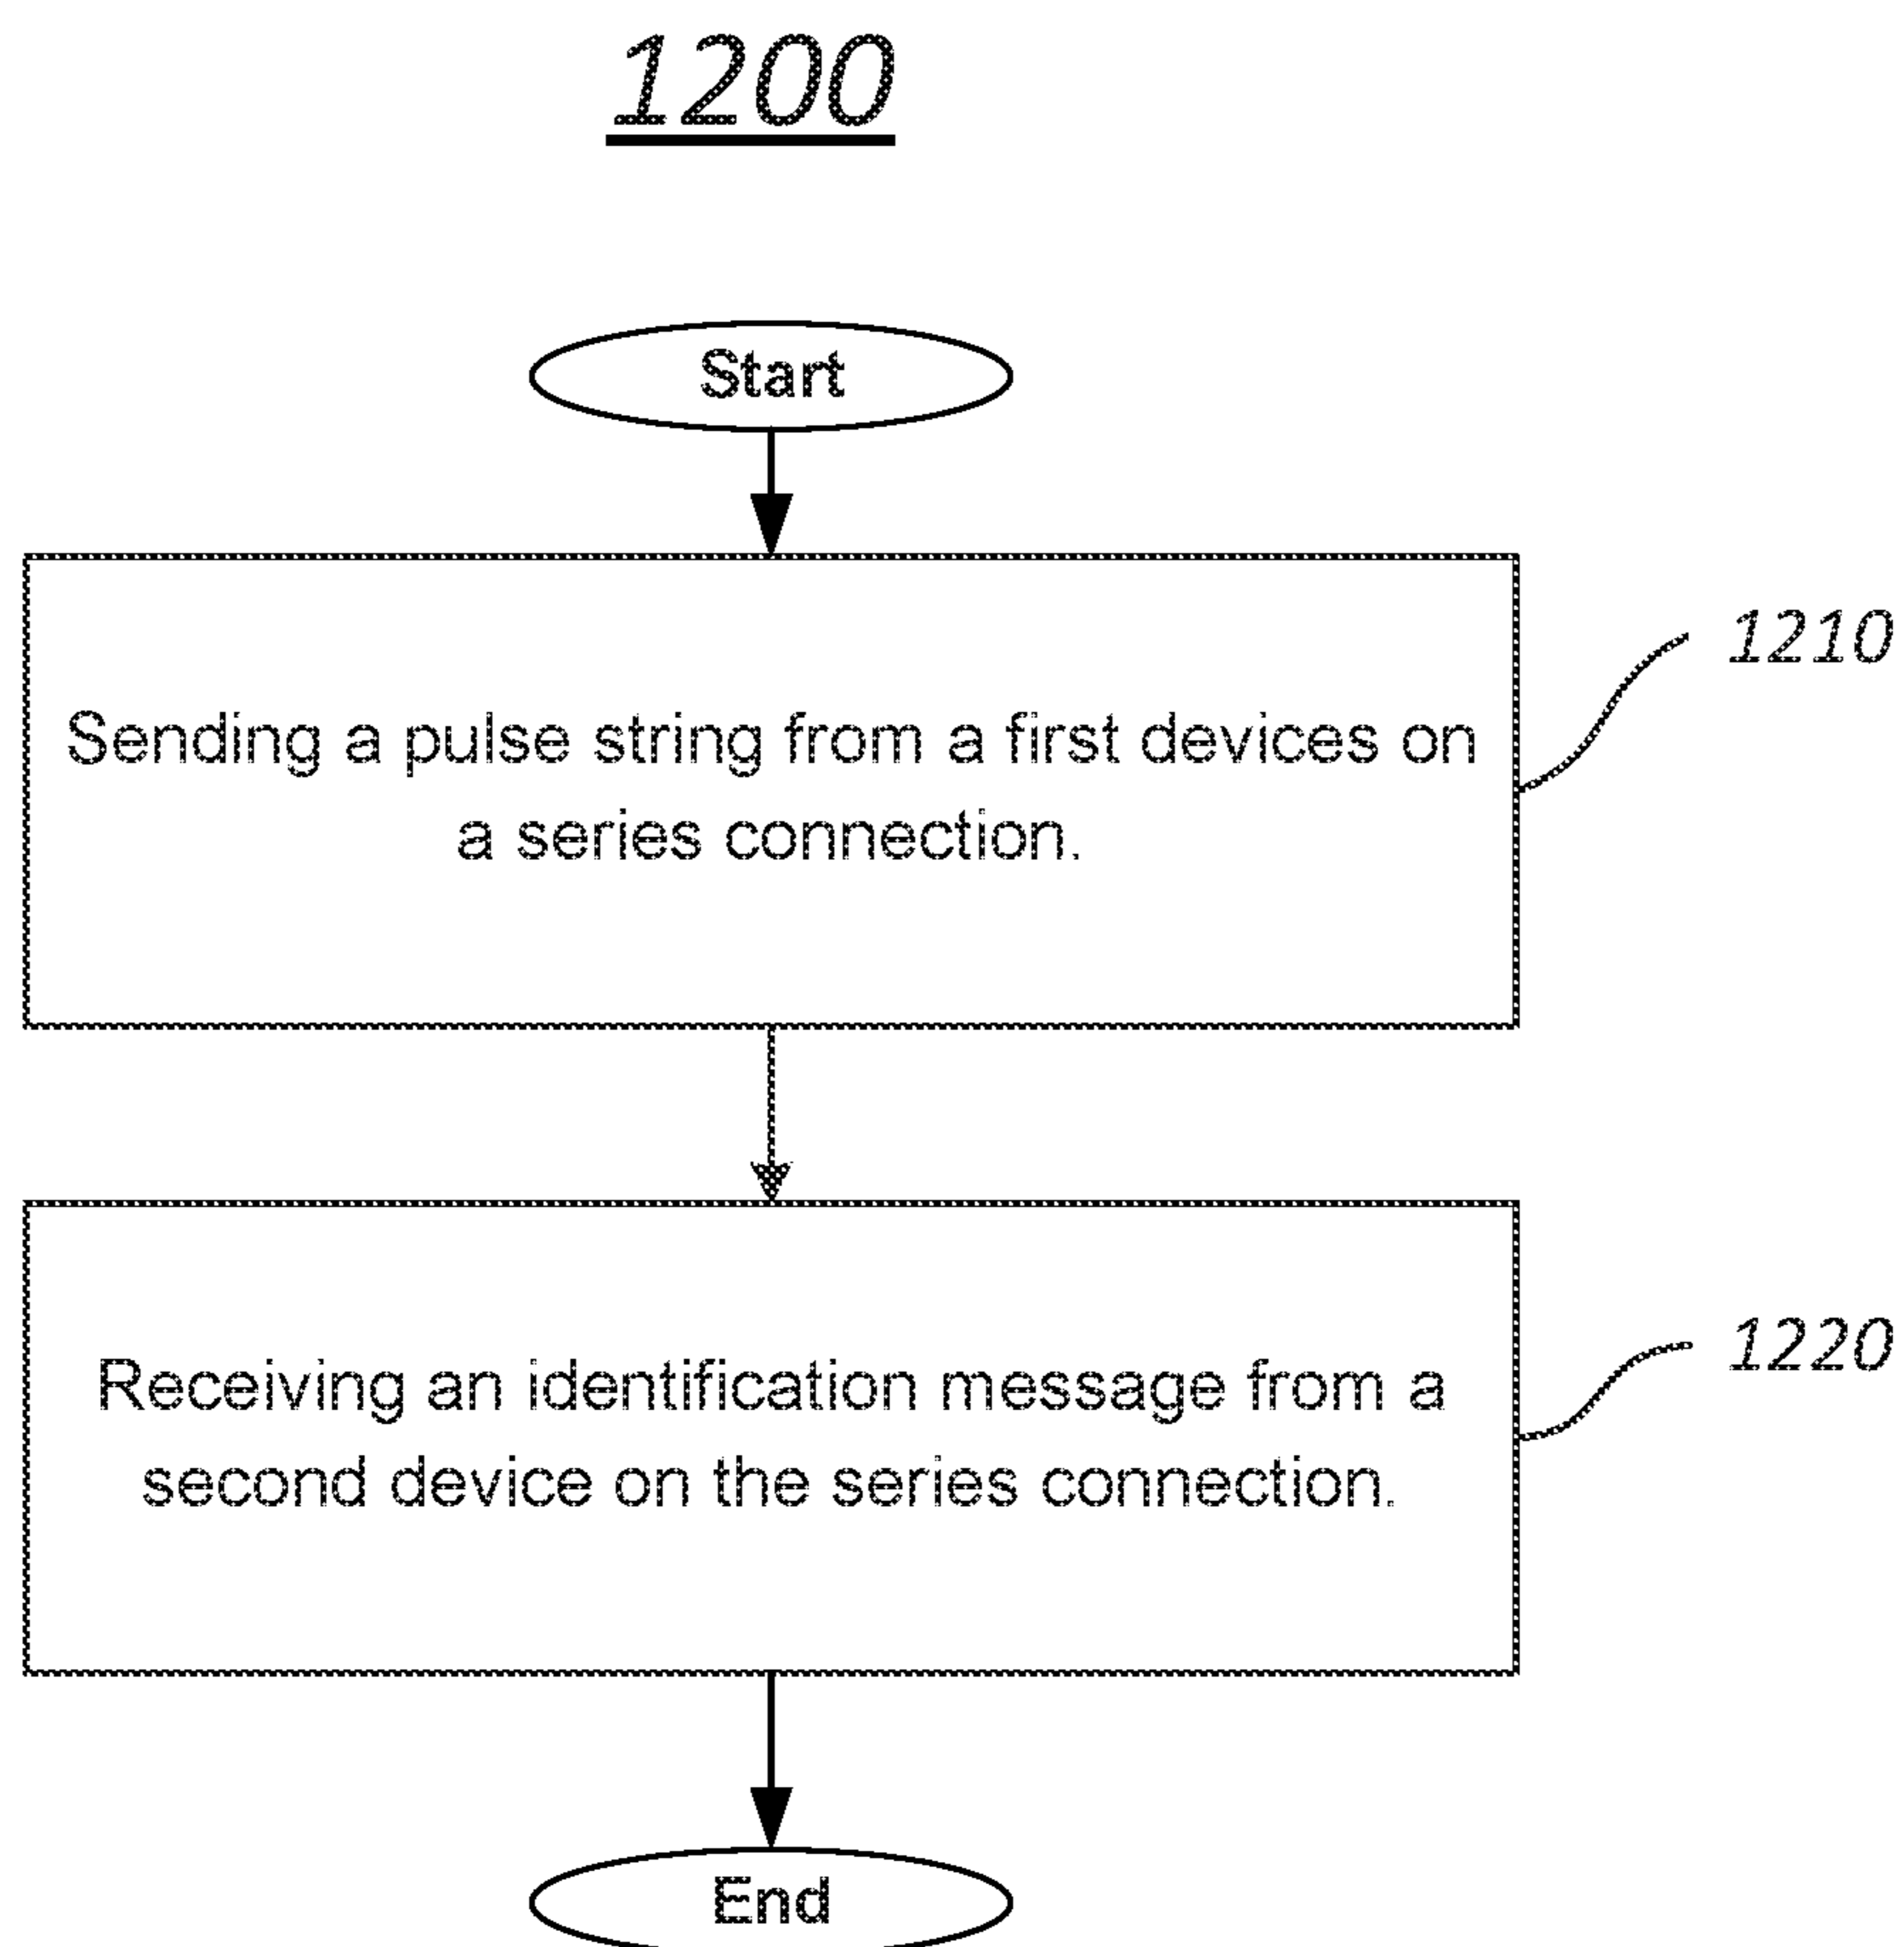 1200
Start
Sending a pulse string from a first devices on
a series connection.
1210
Receiving an identification message from a
second device on the series connection.
1220
End